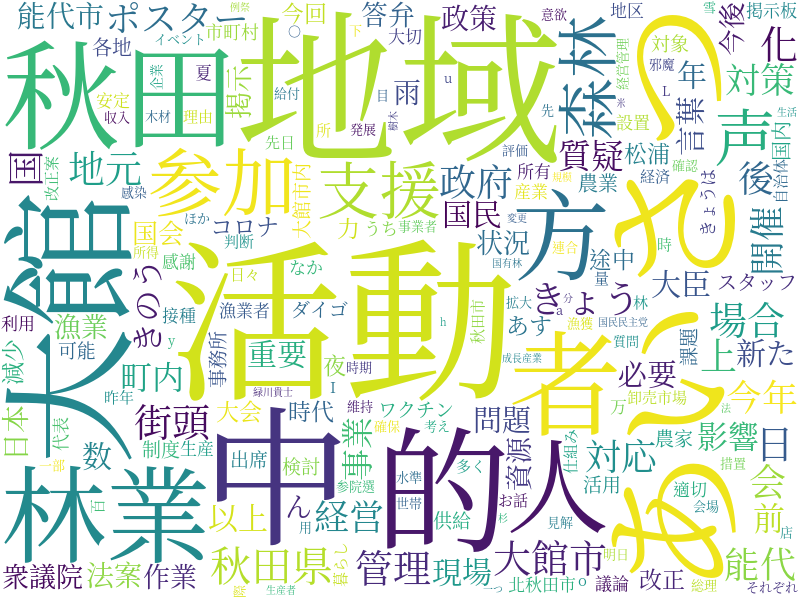 能代市
ポスター
市町村
今回
例祭
イベント
答弁
政策
大切
意欲
地区
掲示板
雪
各地
夏
掲示
雨
森林
今後
化
対象
邪魔
対策
年
言葉
秋田
地域
企業
安定
収入
木材
理由
給付
発展
目
樹木
声
設置
国内
質疑
松浦
後
国
地元
参加
支援
政府
所有
産業
農業
確認
経済
自治体
きょうは
改正案
感染
先日
所
評価
大館
活動
方
あいさつ
国民
開催
国会
コロナ
力
うち
事業者
状況
途中
量
時
きのう
所得
感謝
判断
日々
なか
大臣
スタッフ
大館市内
漁業
接種
漁業者
ダイゴ
きょう
林
場合
利用
可能
減少
町内
事務所
重要
夜
時期
あす
拡大
国民民主党
上
新た
課題
秋田市
者
成長産業
質問
必要
卸売市場
今年
緑川貴士
街頭
大会
時代
維持
ワクチン
問題
日本
昨年
代表
数
制度
生産
事業
確保
考え
資源
対応
影響
日
農家
仕組み
林業
中
的
人
出席
検討
参院選
水準
多く
活用
適切
会
前
措置
会場
店
以上
ん
経営
世帯
供給
お話
見解
衆議院
法案
作業
秋田県
暮らし
管理
現場
大館市
北秋田市
議論
改正
明日
総理
能代
生産者
それぞれ